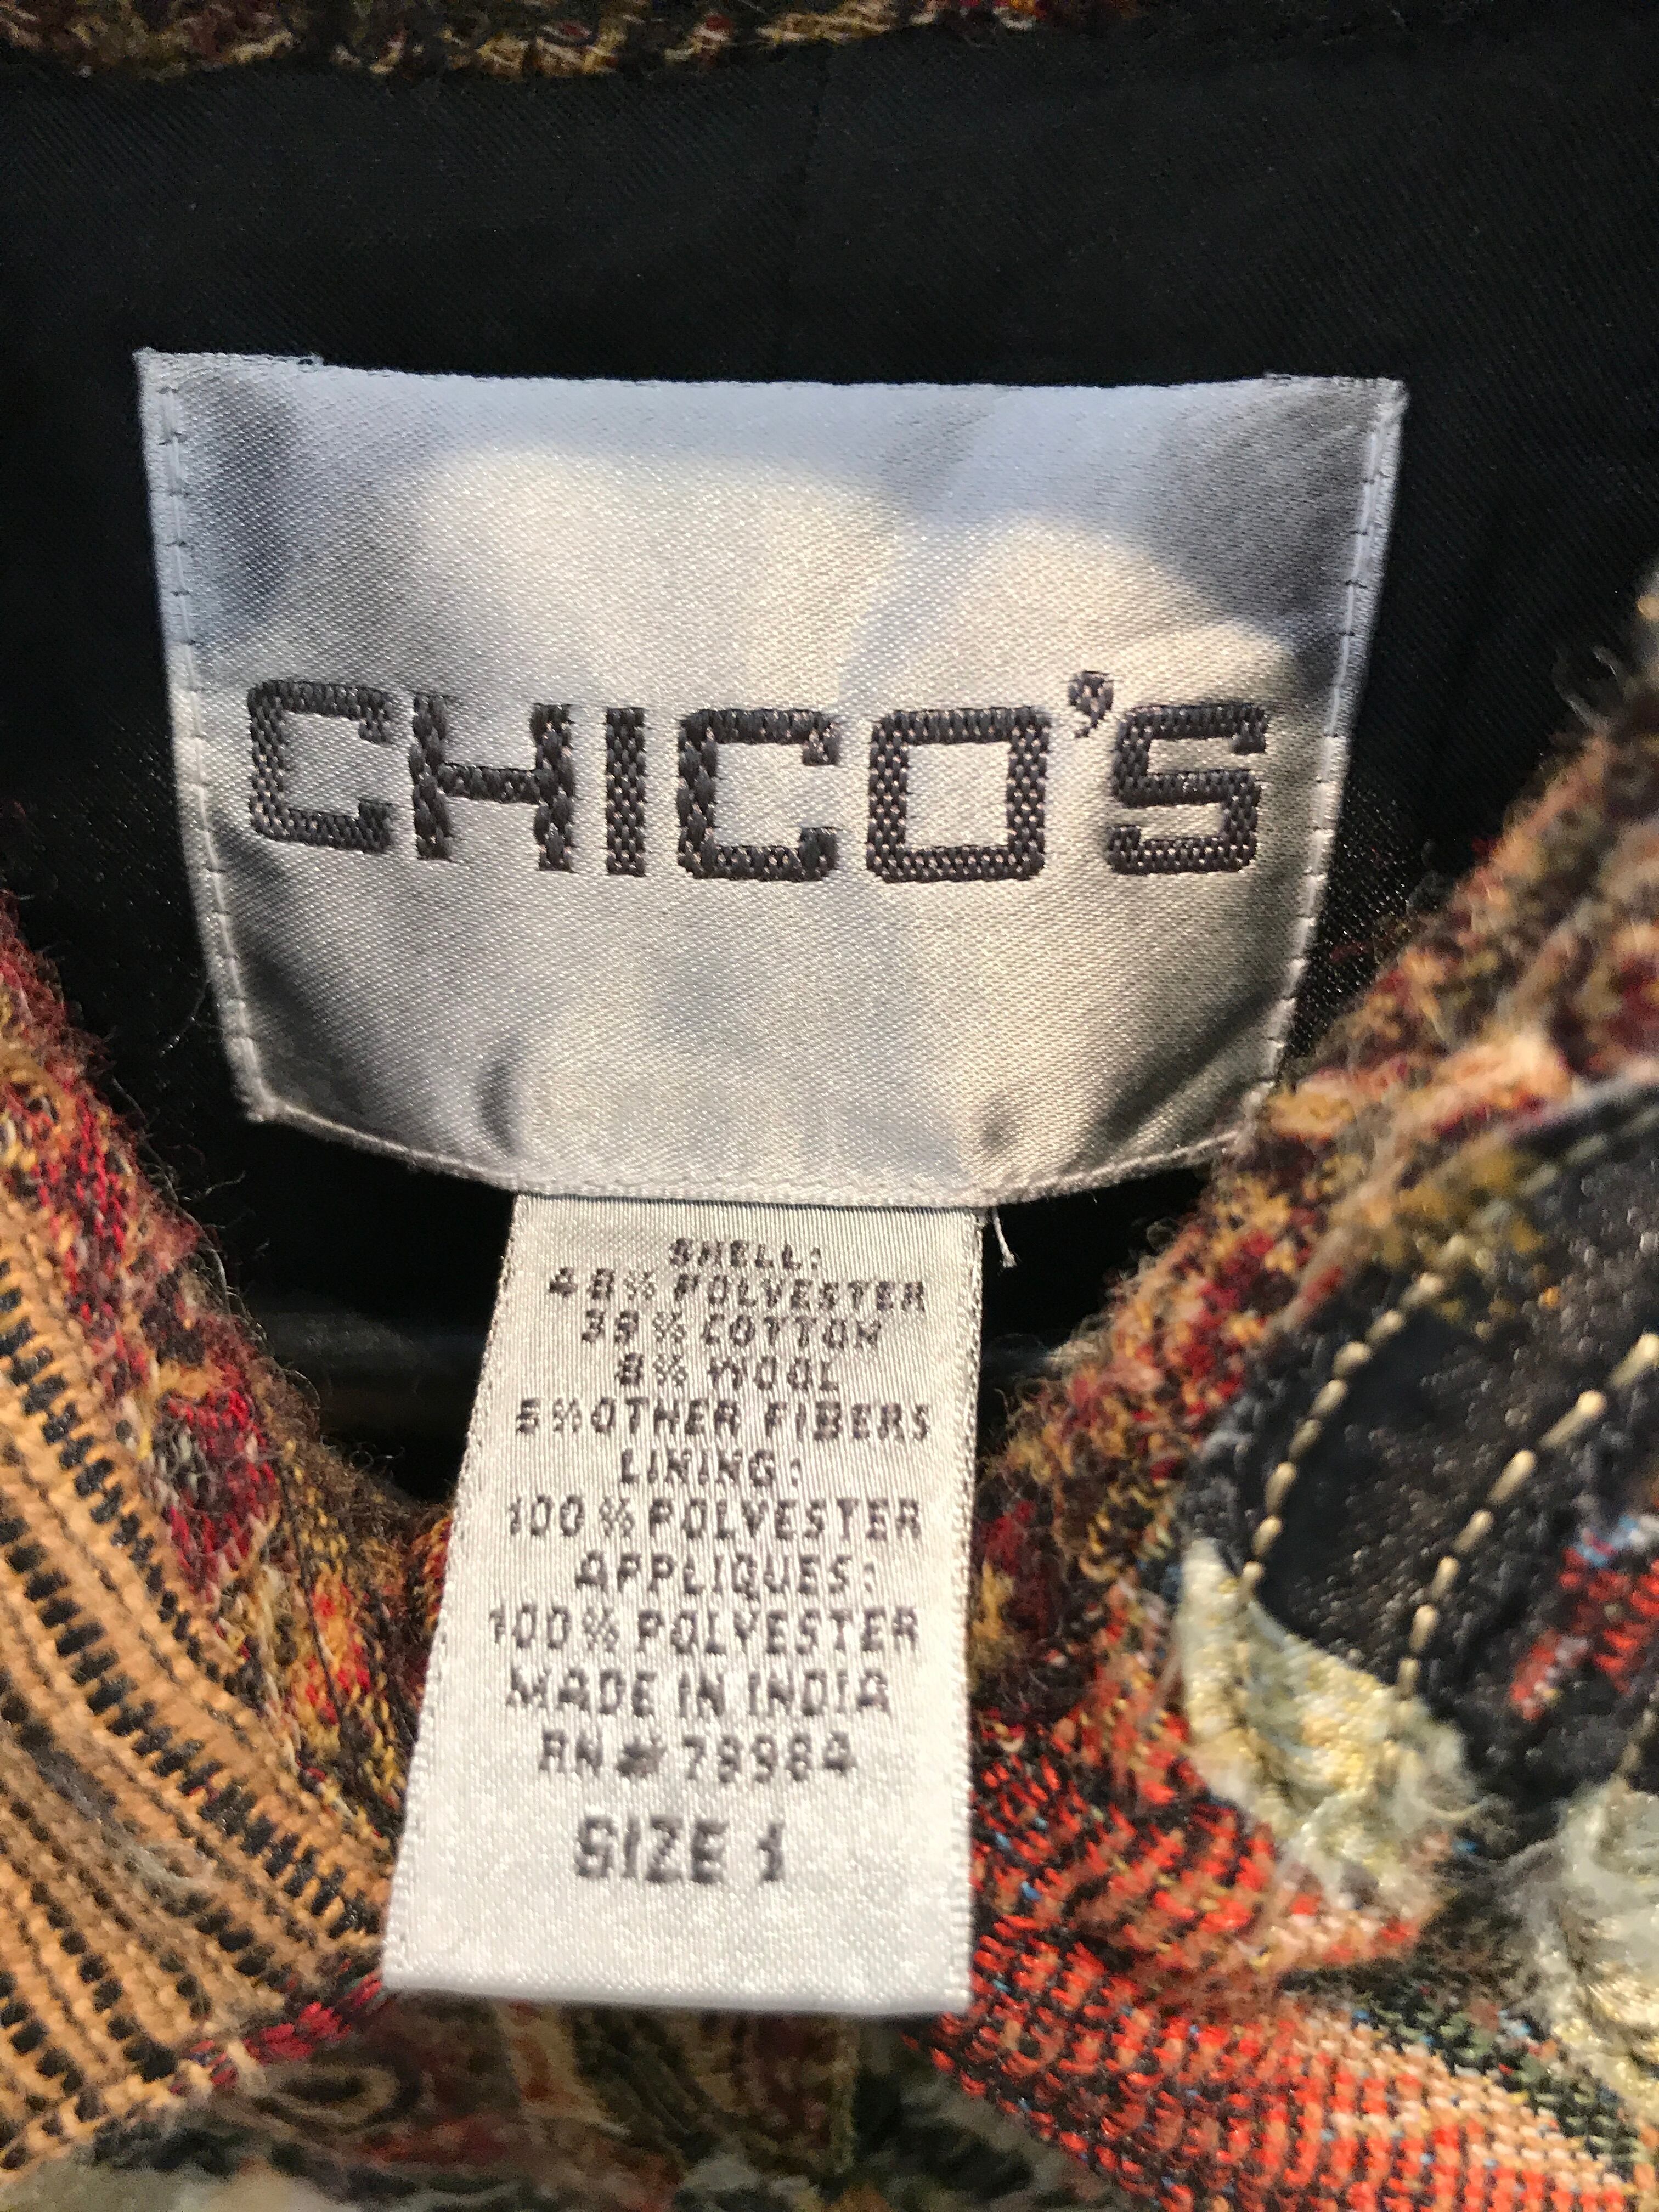 CHICO'S
SHELL:
48% POLYESTER
39% COTTON
8% WOOL
5% OTHER FIBERS
LINING:
100% POLYESTER
APPLIQUES:
100% POLYESTER
MADE IN INDIA
RN # 79984
SIZE 1